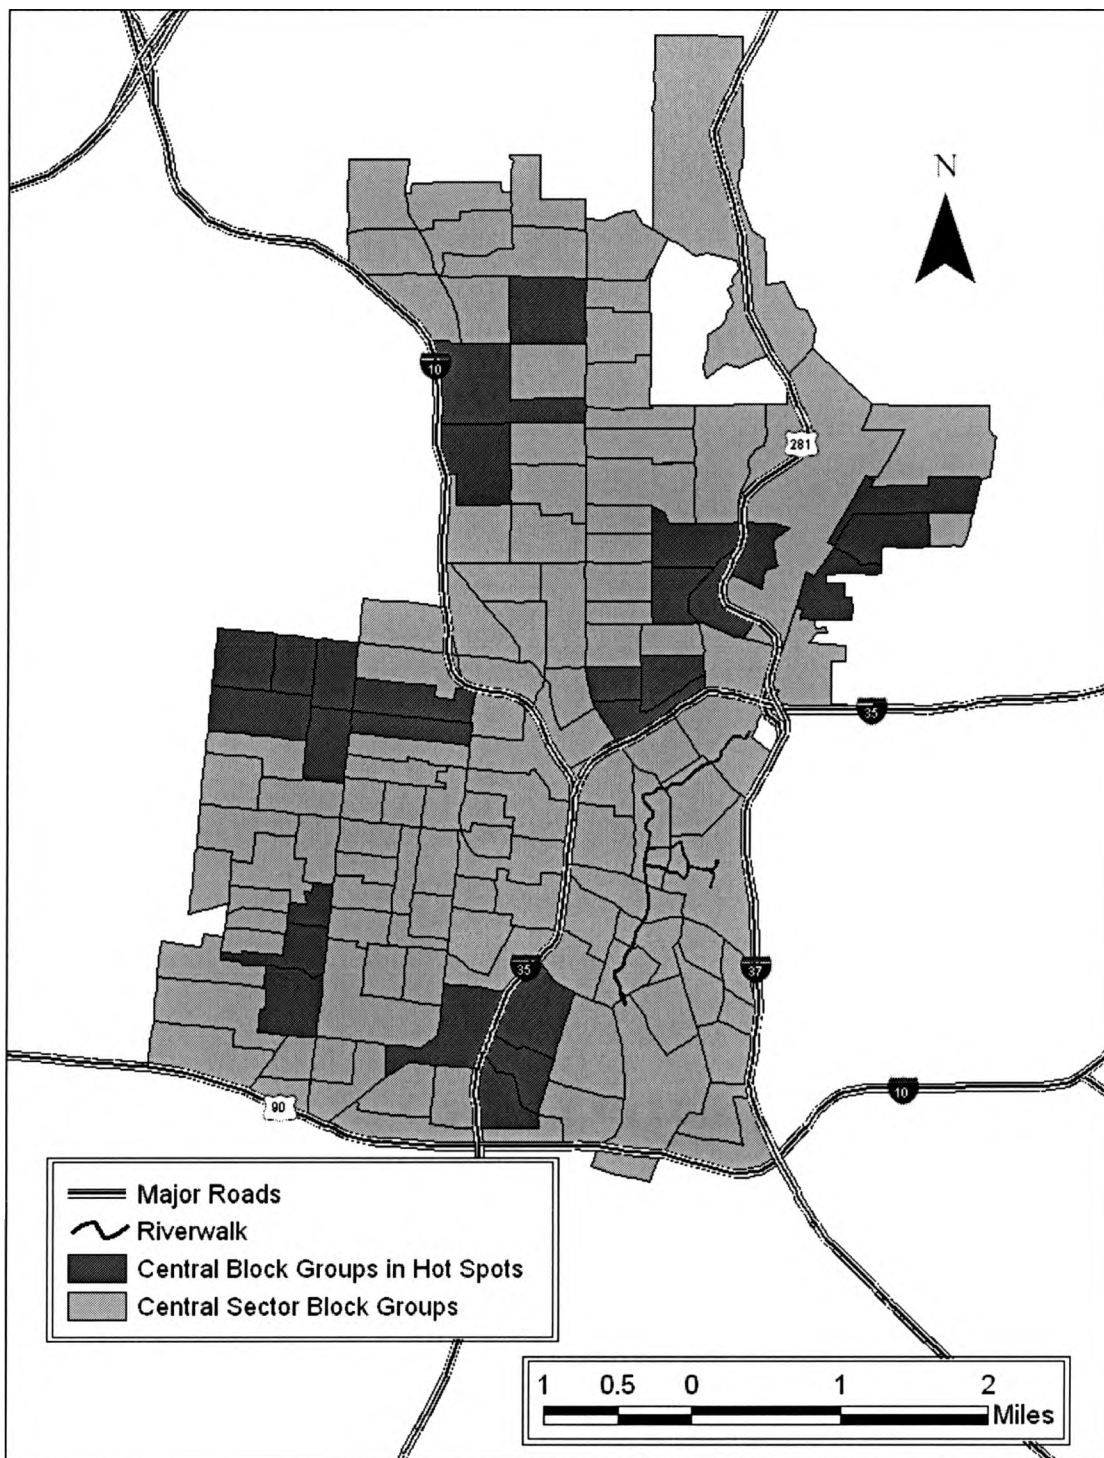 N
10
281
35
35
37
10
90
Major Roads
Riverwalk
Central Block Groups in Hot Spots
Central Sector Block Groups
1 0.5 0 1 2
Miles